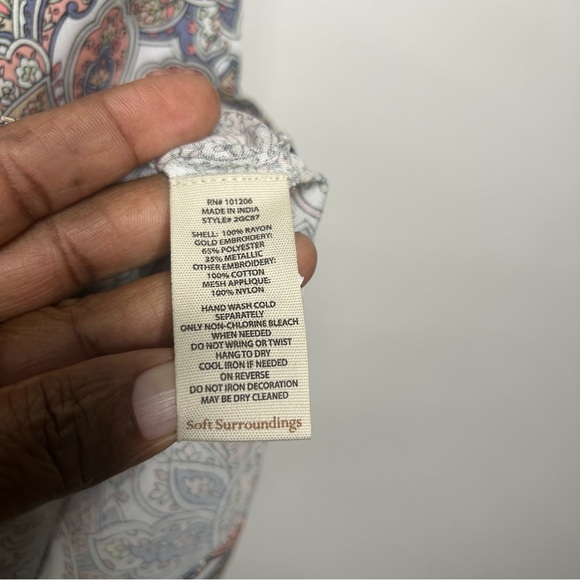 RN# 101206
MADE IN INDIA
STYLE# 2GC87
SHELL: 100% RAYON
GOLD EMBROIDERY:
65% POLYESTER
35% METALLIC
OTHER EMBROIDERY:
100% COTTON
MESH APPLIQUE:
100% NYLON
HAND WASH COLD
SEPARATELY
ONLY NON-CHLORINE BLEACH
WHEN NEEDED
DO NOT WRING OR TWIST
HANG TO DRY
COOL IRON IF NEEDED
ON REVERSE
DO NOT IRON DECORATION
MAY BE DRY CLEANED
Soft Surroundings